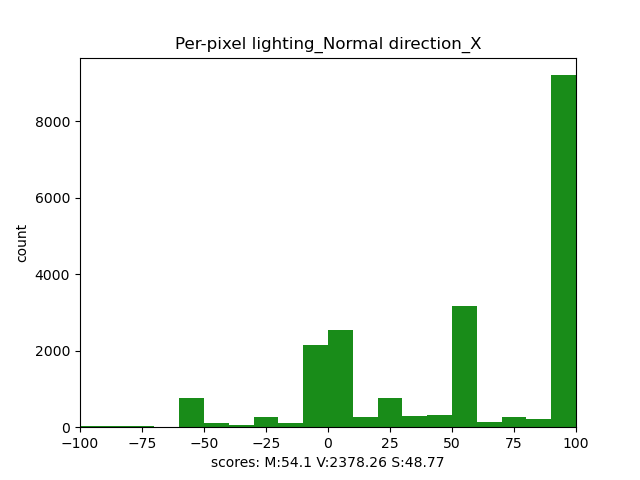 Per-pixel lighting_Normal direction_X
count
8000
6000
4000
2000
0
−100 −75 −50 −25 0 25 50 75 100
scores: M:54.1 V:2378.26 S:48.77